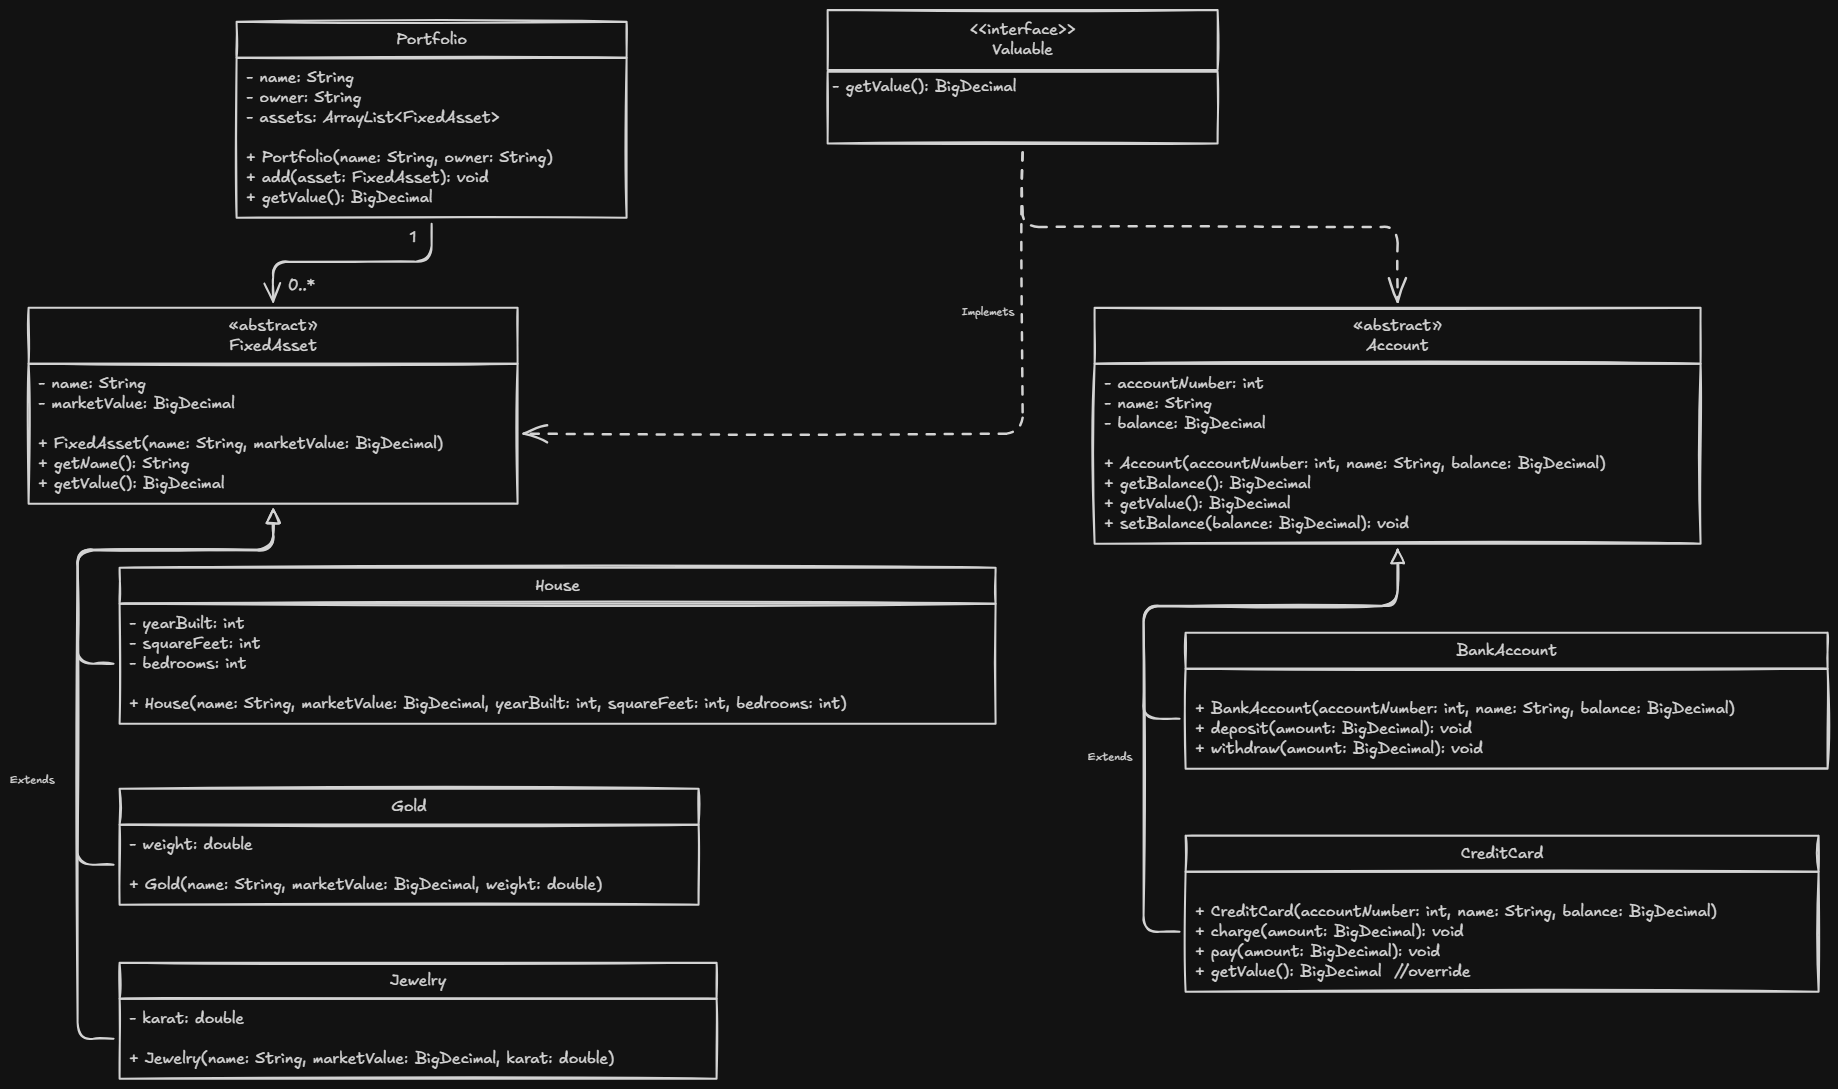 Portfolio
- name: String
- owner: String
- assets: ArrayList<FixedAsset>
+ Portfolio(name: String, owner: String)
+ add(asset: FixedAsset): void
+ getValue(): BigDecimal
<<interface>>
Valuable
- getValue(): BigDecimal
1
0..*
Implemets
«abstract»
FixedAsset
- name: String
- marketValue: BigDecimal
+ FixedAsset(name: String, marketValue: BigDecimal)
+ getName(): String
+ getValue(): BigDecimal
«abstract»
Account
- accountNumber: int
- name: String
- balance: BigDecimal
+ Account(accountNumber: int, name: String, balance: BigDecimal)
+ getBalance(): BigDecimal
+ getValue(): BigDecimal
+ setBalance(balance: BigDecimal): void
Extends
House
- yearBuilt: int
- squareFeet: int
- bedrooms: int
+ House(name: String, marketValue: BigDecimal, yearBuilt: int, squareFeet: int, bedrooms: int)
Gold
- weight: double
+ Gold(name: String, marketValue: BigDecimal, weight: double)
Jewelry
- karat: double
+ Jewelry(name: String, marketValue: BigDecimal, karat: double)
Extends
BankAccount
+ BankAccount(accountNumber: int, name: String, balance: BigDecimal)
+ deposit(amount: BigDecimal): void
+ withdraw(amount: BigDecimal): void
CreditCard
+ CreditCard(accountNumber: int, name: String, balance: BigDecimal)
+ charge(amount: BigDecimal): void
+ pay(amount: BigDecimal): void
+ getValue(): BigDecimal  //override